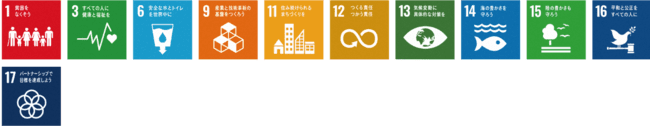 1 貧困を
なくそう
3 すべての人に
健康と福祉を
6 安全な水とトイレ
を世界中に
9 産業と技術革新の
基盤をつくろう
11 住み続けられる
まちづくりを
12 つくる責任
つかう責任
13 気候変動に
具体的な対策を
14 海の豊かさを
守ろう
15 陸の豊かさも
守ろう
16 平和と公正を
すべての人に
17 パートナーシップで
目標を達成しよう